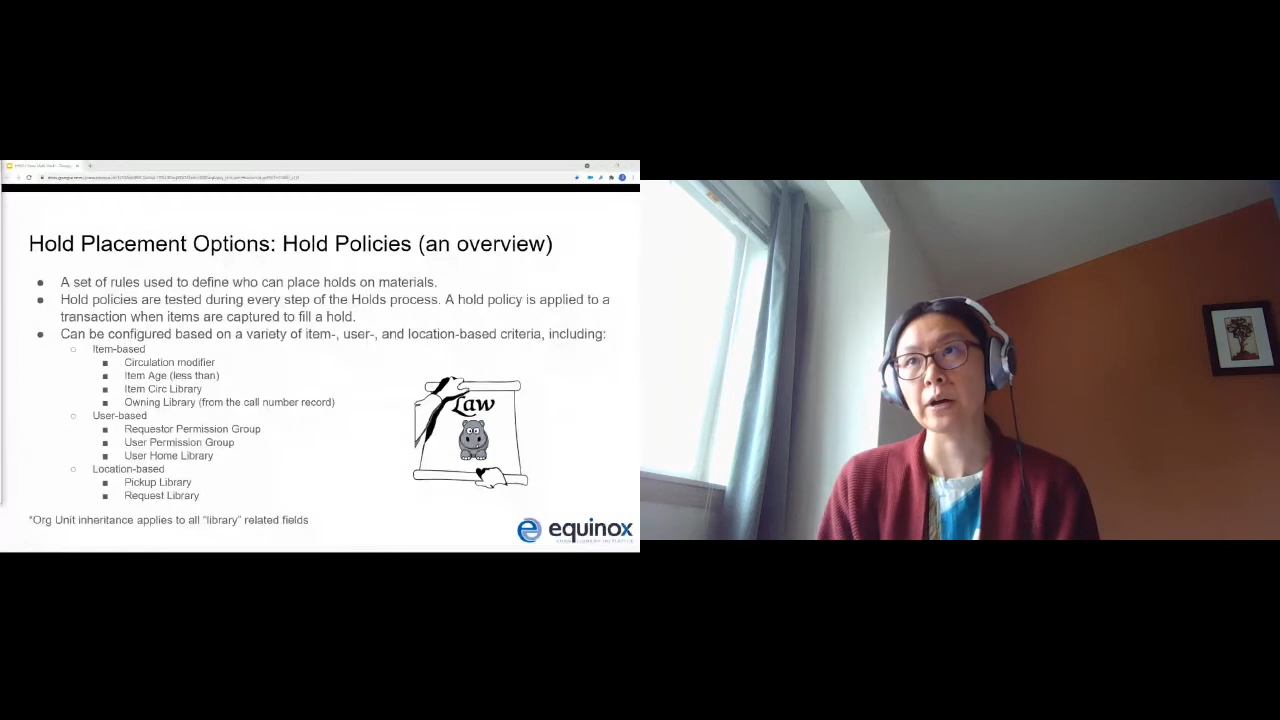 Hold Placement Options: Hold Policies (an overview)
● A set of rules used to define who can place holds on materials.
● Hold policies are tested during every step of the Holds process. A hold policy is applied to a
transaction when items are captured to fill a hold.
● Can be configured based on a variety of item-, user-, and location-based criteria, including:
○ Item-based
■ Circulation modifier
■ Item Age (less than)
■ Item Circ Library
■ Owning Library (from the call number record)
○ User-based
■ Requestor Permission Group
■ User Permission Group
■ User Home Library
○ Location-based
■ Pickup Library
■ Request Library
Law
*Org Unit inheritance applies to all “library” related fields
equinox